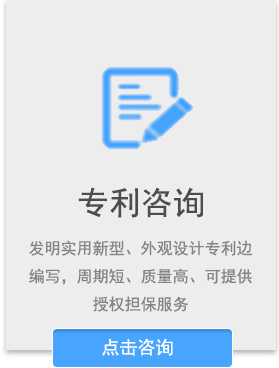 专利咨询
发明实用新型、外观设计专利边
编写，周期短、质量高、可提供
授权担保服务
点击咨询